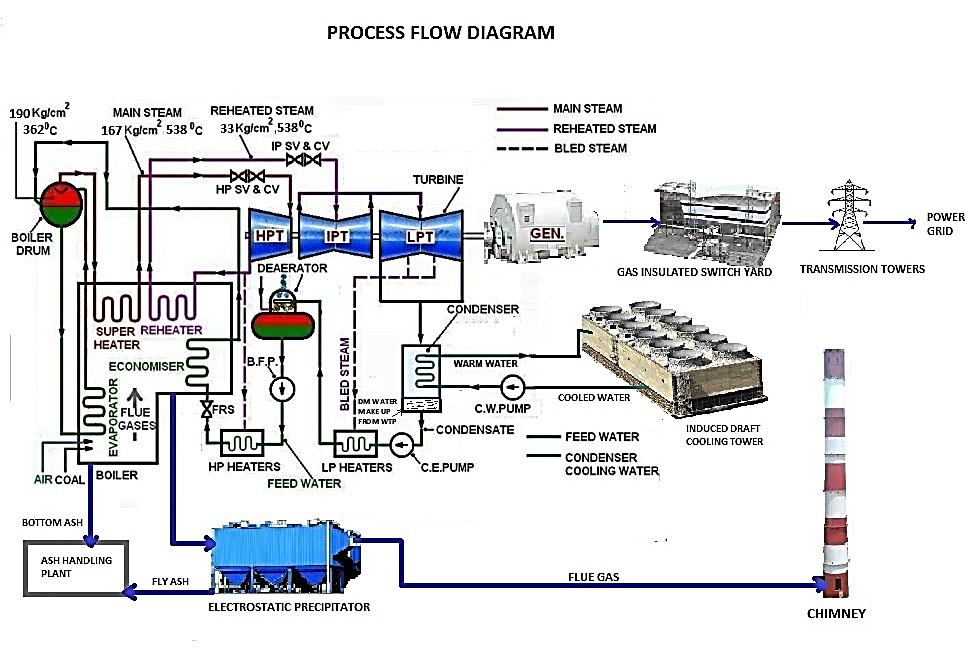 PROCESS FLOW DIAGRAM
190 Kg/cm2
362⁰C
MAIN STEAM
167 Kg/cm2, 538⁰C
REHEATED STEAM
33 Kg/cm2, 538⁰C
IP SV & CV
HP SV & CV
MAIN STEAM
REHEATED STEAM
BLED STEAM
TURBINE
BOILER
DRUM
HPT
IPT
LPT
GEN.
GAS INSULATED SWITCH YARD
TRANSMISSION TOWERS
POWER
GRID
DEAERATOR
SUPER
HEATER
REHEATER
ECONOMISER
EVAPORATOR
FLUE
GASES
FRS
B.F.P.
BLED STEAM
CONDENSER
WARM WATER
C.W.PUMP
COOLED WATER
INDUCED DRAFT
COOLING TOWER
DM WATER
MAKE UP
FROM WTP
CONDENSATE
C.E.PUMP
HP HEATERS
LP HEATERS
FEED WATER
FEED WATER
CONDENSER
COOLING WATER
AIR
COAL
BOILER
BOTTOM ASH
ASH HANDLING
PLANT
FLY ASH
ELECTROSTATIC PRECIPITATOR
FLUE GAS
CHIMNEY